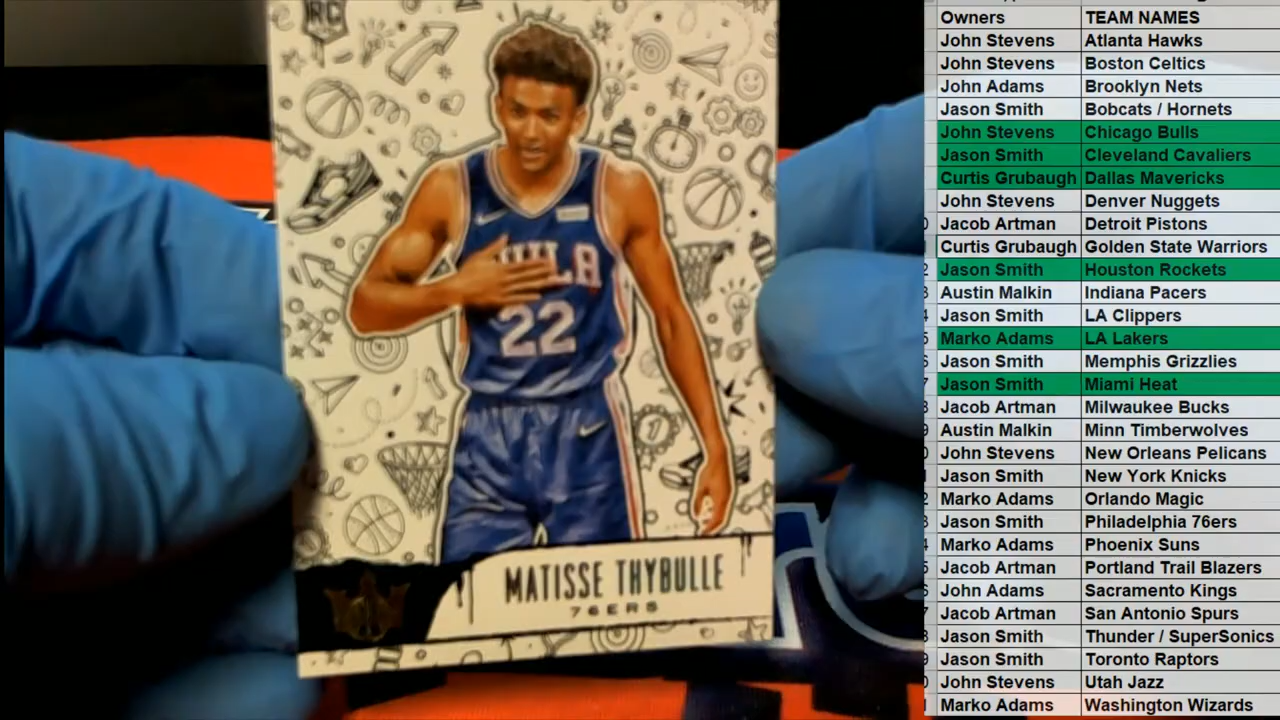 RC
PHILA
22
MATISSE THYBULLE
76ERS
Owners TEAM NAMES
John Stevens Atlanta Hawks
John Stevens Boston Celtics
John Adams Brooklyn Nets
Jason Smith Bobcats / Hornets
John Stevens Chicago Bulls
Jason Smith Cleveland Cavaliers
Curtis Grubaugh Dallas Mavericks
John Stevens Denver Nuggets
Jacob Artman Detroit Pistons
Curtis Grubaugh Golden State Warriors
Jason Smith Houston Rockets
Austin Malkin Indiana Pacers
Jason Smith LA Clippers
Marko Adams LA Lakers
Jason Smith Memphis Grizzlies
Jason Smith Miami Heat
Jacob Artman Milwaukee Bucks
Austin Malkin Minn Timberwolves
John Stevens New Orleans Pelicans
Jason Smith New York Knicks
Marko Adams Orlando Magic
Jason Smith Philadelphia 76ers
Marko Adams Phoenix Suns
Jacob Artman Portland Trail Blazers
John Adams Sacramento Kings
Jacob Artman San Antonio Spurs
Jason Smith Thunder / SuperSonics
Jason Smith Toronto Raptors
John Stevens Utah Jazz
Marko Adams Washington Wizards